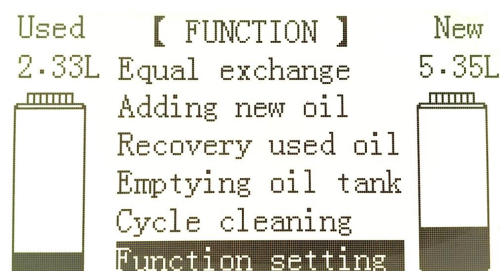 Used 【 FUNCTION 】 New
2.33L Equal exchange 5.35L
Adding new oil
Recovery used oil
Emptying oil tank
Cycle cleaning
Function setting